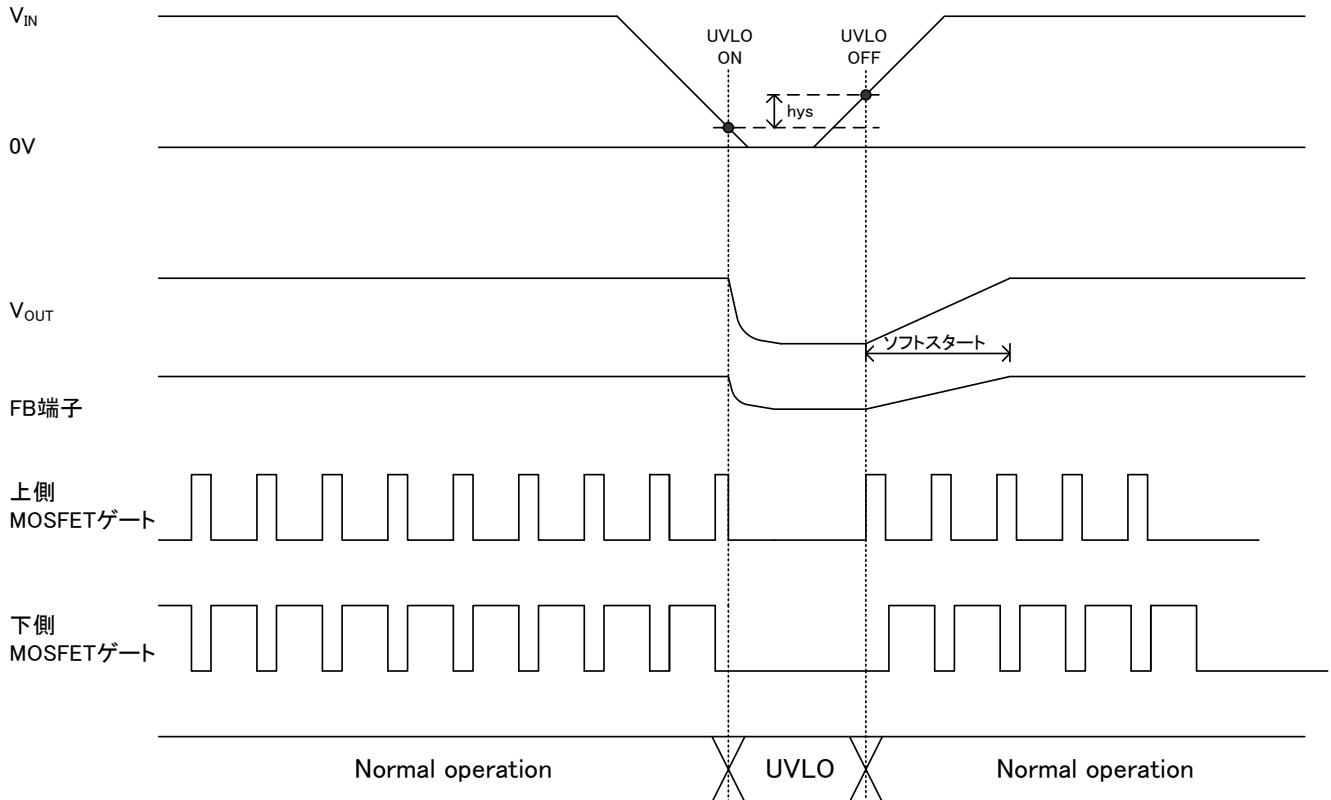 VIN
UVLO
ON
UVLO
OFF
hys
0V
VOUT
ソフトスタート
FB端子
上側
MOSFETゲート
下側
MOSFETゲート
Normal operation
UVLO
Normal operation